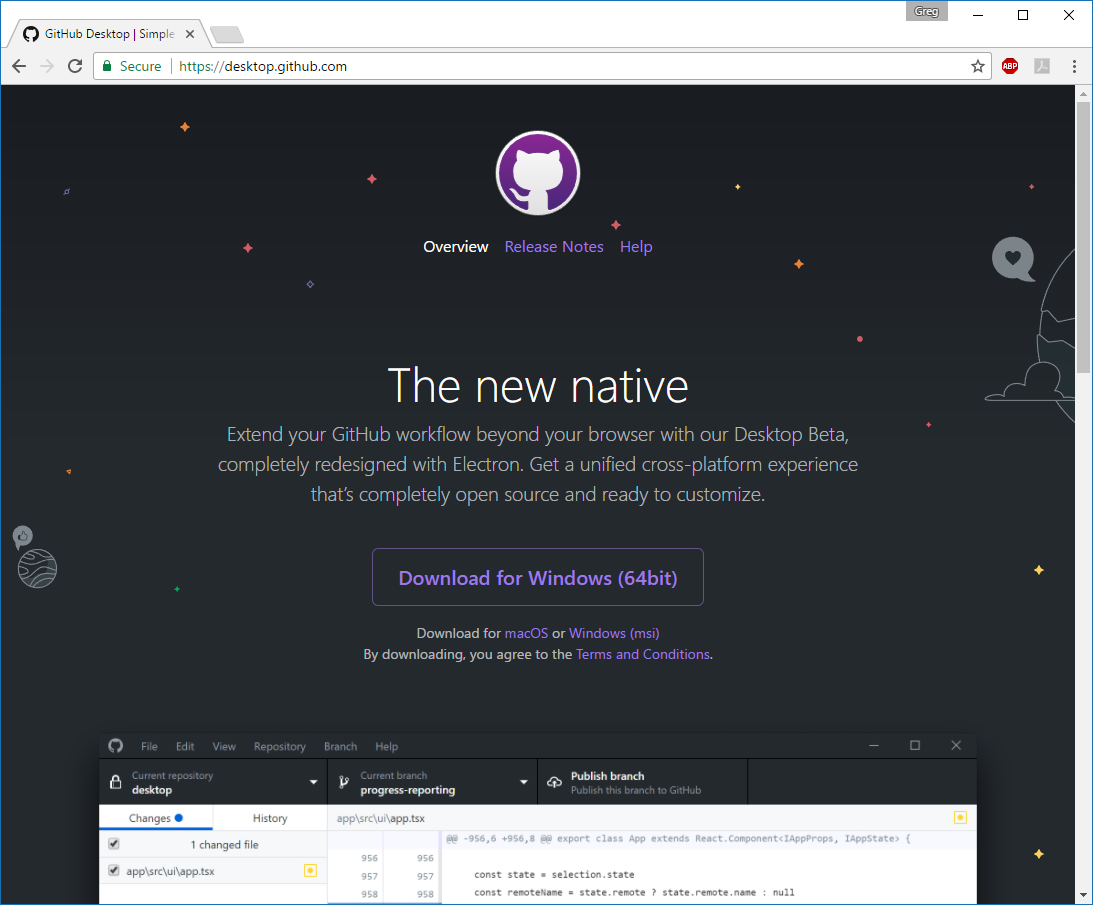 Greg
GitHub Desktop | Simple
Secure https://desktop.github.com
ABP
Overview Release Notes Help
The new native
Extend your GitHub workflow beyond your browser with our Desktop Beta,
completely redesigned with Electron. Get a unified cross-platform experience
that's completely open source and ready to customize.
Download for Windows (64bit)
Download for macOS or Windows (msi)
By downloading, you agree to the Terms and Conditions.
File Edit View Repository Branch Help
Current repository
desktop
Current branch
progress-reporting
Publish branch
Publish this branch to GitHub
Changes History
app\src\ui\app.tsx
1 changed file
app\src\ui\app.tsx
@@ -956,6 +956,8 @@ export class App extends React.Component<IAppProps, IAppState> {
956 956
957 957 const state = selection.state
958 958 const remoteName = state.remote ? state.remote.name : null